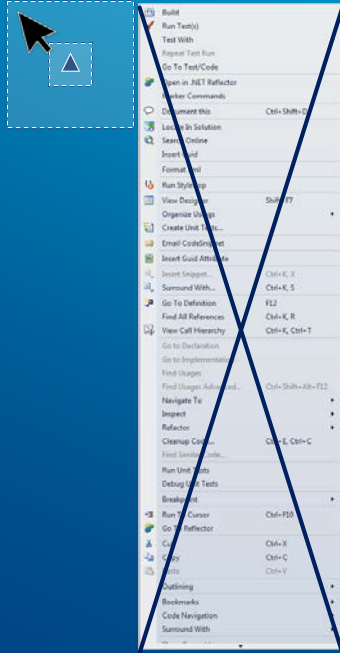 Build
Run Test(s)
Test With
Repeat Test Run
Go To Test/Code
Open in .NET Reflector
Commands
Document this Ctrl+Shift+D
Locate In Solution
Search Online
Insert Guid
Format
Run StyleCop
View Designer Shift+F7
Organize Usings
Create Unit Tests...
Email CodeSnippet
Insert Guid Attribute
Insert Snippet... Ctrl+K, X
Surround With... Ctrl+K, S
Go To Definition F12
Find All References Ctrl+K, R
View Call Hierarchy Ctrl+K, Ctrl+T
Go to Declaration
Go to Implementation
Find Usages
Find Usages Advanced... Ctrl+Shift+Alt+F12
Navigate To
Inspect
Refactor
Cleanup Code... Ctrl+E, Ctrl+C
Find Similar Code...
Run Unit Tests
Debug Unit Tests
Breakpoint
Run To Cursor Ctrl+F10
Go To Reflector
Cut Ctrl+X
Copy Ctrl+C
Paste Ctrl+V
Outlining
Bookmarks
Code Navigation
Surround With